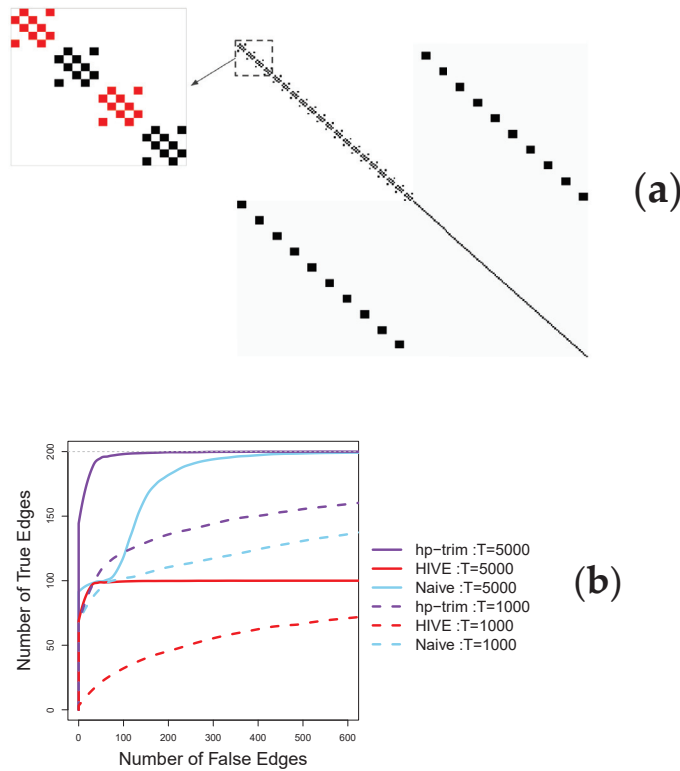 (a)
Number of True Edges
200
150
100
50
0
0 100 200 300 400 500 600
Number of False Edges
hp−trim :T=5000
HIVE :T=5000
Naive :T=5000
hp−trim :T=1000
HIVE :T=1000
Naive :T=1000
(b)